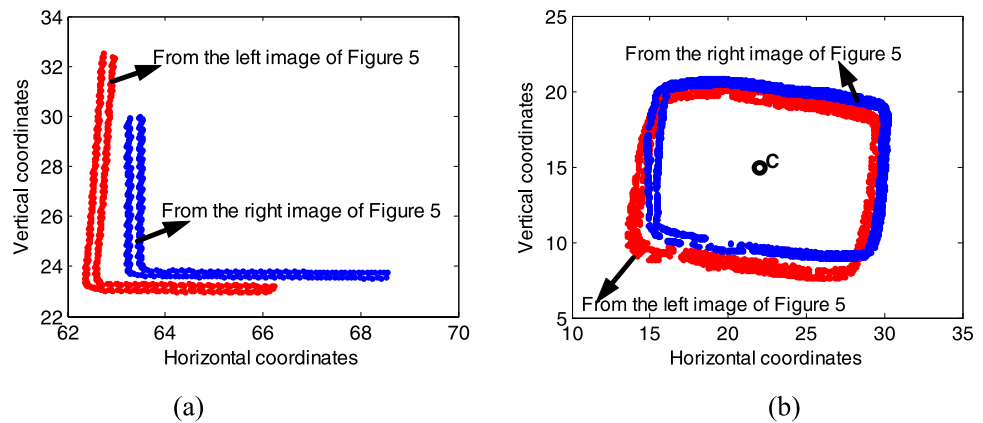 34
32
30
28
26
24
22
62
64
66
68
70
Vertical coordinates
Horizontal coordinates
From the left image of Figure 5
From the right image of Figure 5
(a)
25
20
15
10
5
10
15
20
25
30
35
Vertical coordinates
Horizontal coordinates
From the right image of Figure 5
C
From the left image of Figure 5
(b)